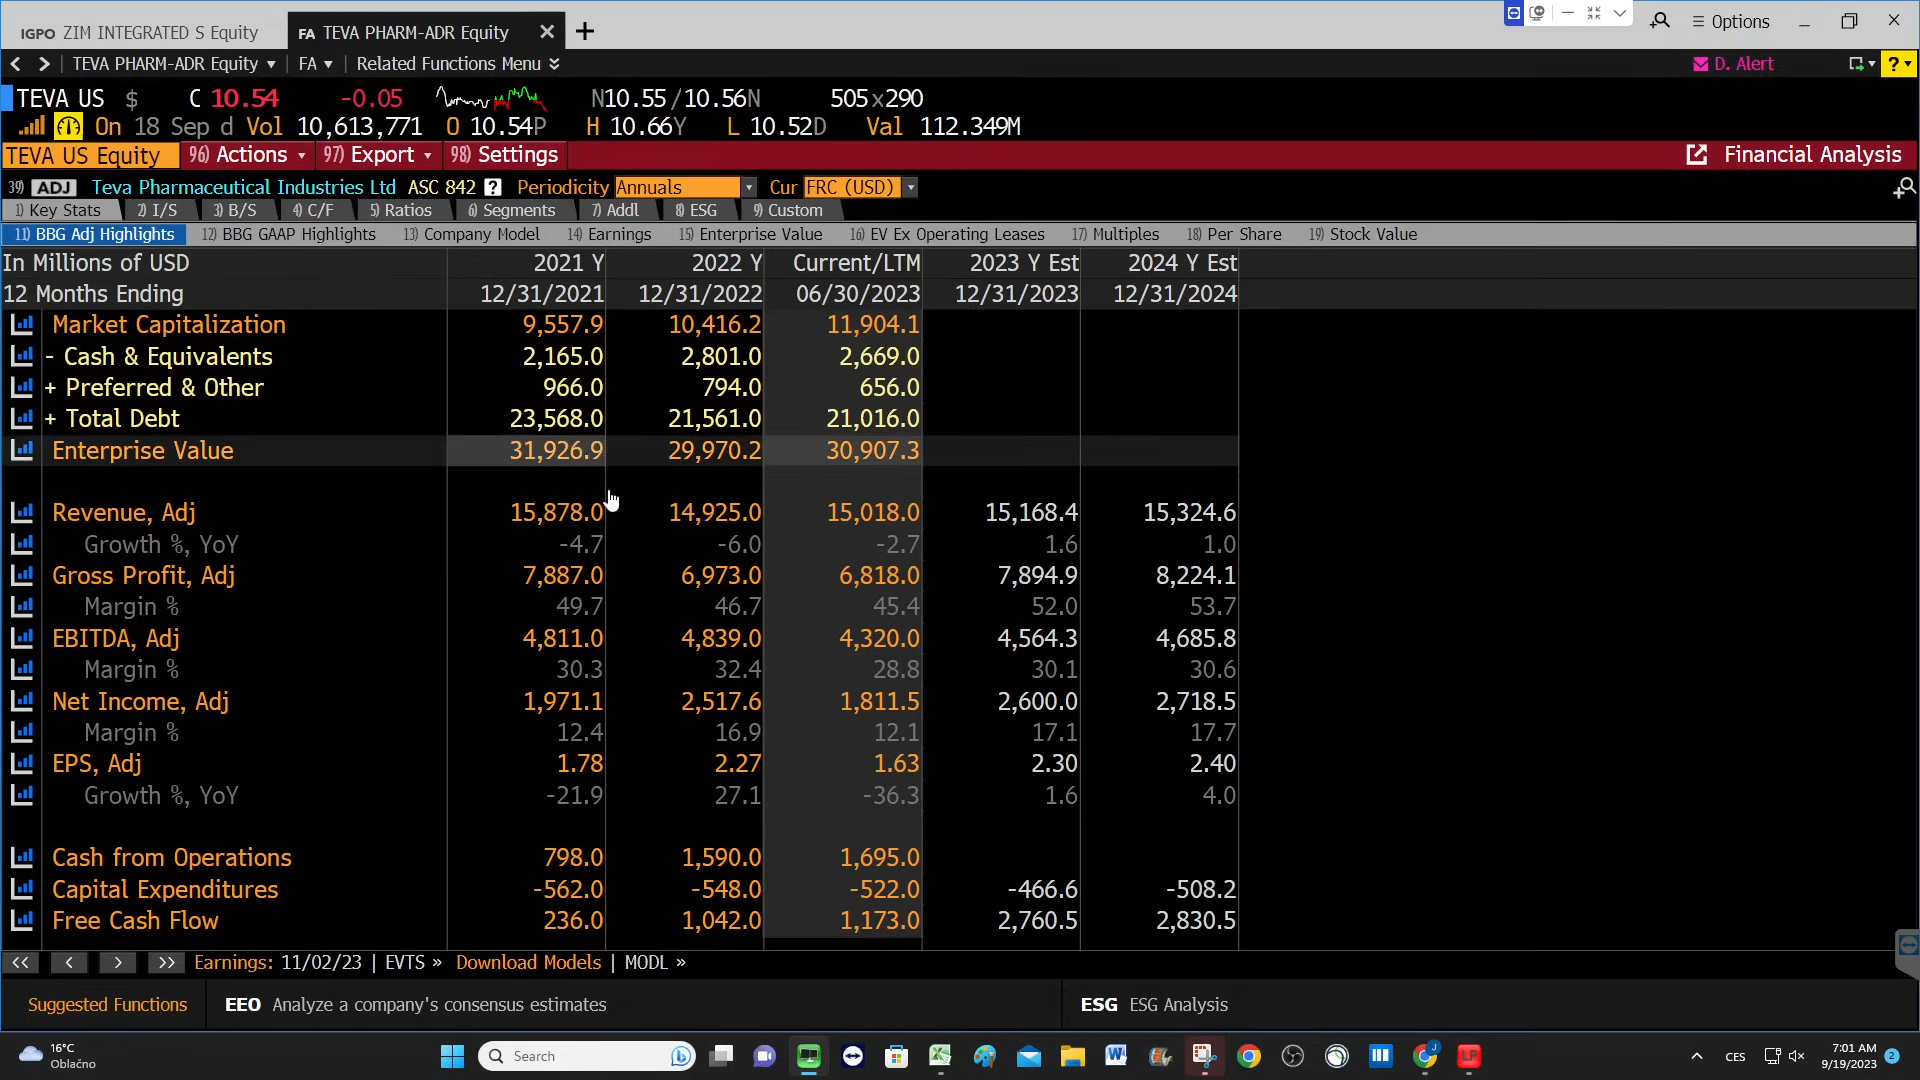 IGPO ZIM INTEGRATED S Equity FA TEVA PHARM-ADR Equity Options
TEVA PHARM-ADR Equity FA Related Functions Menu D. Alert ?
TEVA US $ C 10.54 -0.05 N10.55/10.56N 505x290
On 18 Sep d Vol 10,613,771 O 10.54P H 10.66Y L 10.52D Val 112.349M
TEVA US Equity 96) Actions 97) Export 98) Settings Financial Analysis
39) ADJ Teva Pharmaceutical Industries Ltd ASC 842 ? Periodicity Annuals Cur FRC (USD)
1) Key Stats 2) I/S 3) B/S 4) C/F 5) Ratios 6) Segments 7) Addl 8) ESG 9) Custom
11) BBG Adj Highlights 12) BBG GAAP Highlights 13) Company Model 14) Earnings 15) Enterprise Value 16) EV Ex Operating Leases 17) Multiples 18) Per Share 19) Stock Value
In Millions of USD 2021 Y 2022 Y Current/LTM 2023 Y Est 2024 Y Est
12 Months Ending 12/31/2021 12/31/2022 06/30/2023 12/31/2023 12/31/2024
Market Capitalization 9,557.9 10,416.2 11,904.1
- Cash & Equivalents 2,165.0 2,801.0 2,669.0
+ Preferred & Other 966.0 794.0 656.0
+ Total Debt 23,568.0 21,561.0 21,016.0
Enterprise Value 31,926.9 29,970.2 30,907.3
Revenue, Adj 15,878.0 14,925.0 15,018.0 15,168.4 15,324.6
Growth %, YoY -4.7 -6.0 -2.7 1.6 1.0
Gross Profit, Adj 7,887.0 6,973.0 6,818.0 7,894.9 8,224.1
Margin % 49.7 46.7 45.4 52.0 53.7
EBITDA, Adj 4,811.0 4,839.0 4,320.0 4,564.3 4,685.8
Margin % 30.3 32.4 28.8 30.1 30.6
Net Income, Adj 1,971.1 2,517.6 1,811.5 2,600.0 2,718.5
Margin % 12.4 16.9 12.1 17.1 17.7
EPS, Adj 1.78 2.27 1.63 2.30 2.40
Growth %, YoY -21.9 27.1 -36.3 1.6 4.0
Cash from Operations 798.0 1,590.0 1,695.0
Capital Expenditures -562.0 -548.0 -522.0 -466.6 -508.2
Free Cash Flow 236.0 1,042.0 1,173.0 2,760.5 2,830.5
<< < > >> Earnings: 11/02/23 | EVTS » Download Models | MODL »
Suggested Functions EEO Analyze a company's consensus estimates ESG ESG Analysis
16°C
Oblačno
Search
CES
7:01 AM
9/19/2023
2